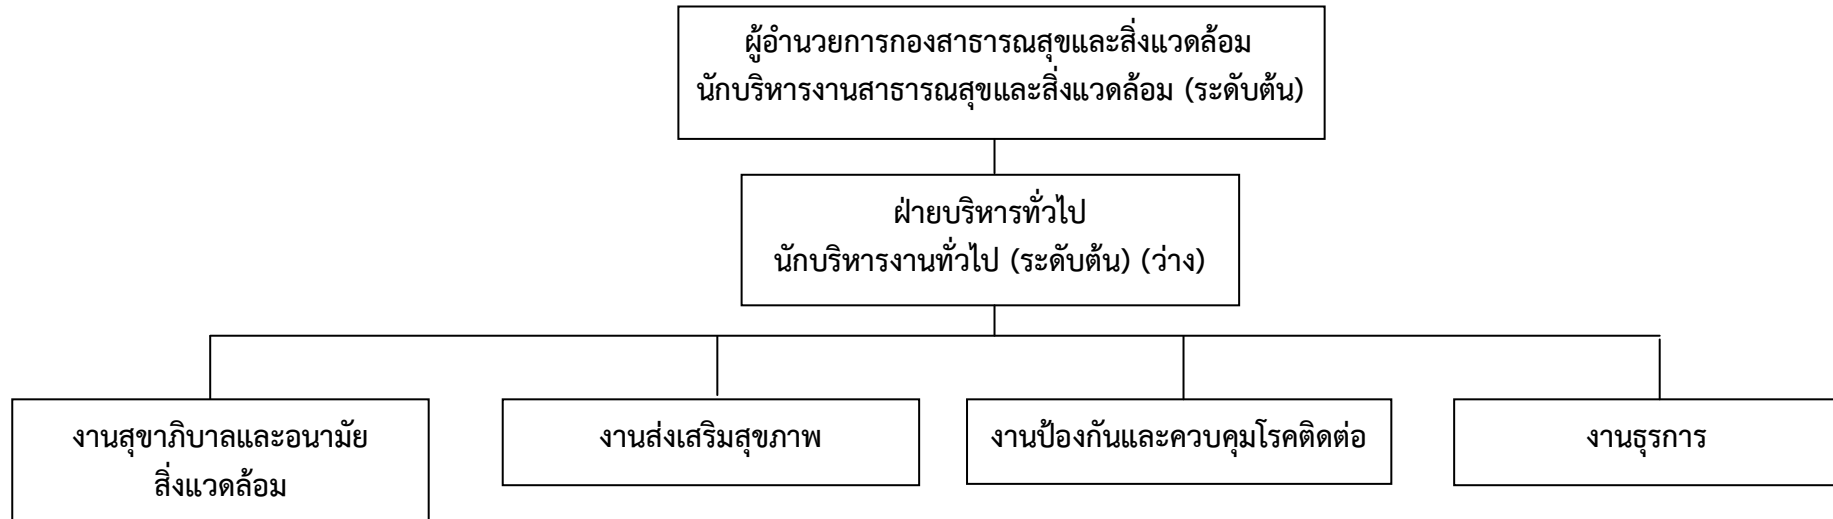 ผู้อำนวยการกองสาธารณสุขและสิ่งแวดล้อม
นักบริหารงานสาธารณสุขและสิ่งแวดล้อม (ระดับต้น)
ฝ่ายบริหารทั่วไป
นักบริหารงานทั่วไป (ระดับต้น) (ว่าง)
งานสุขาภิบาลและอนามัย
สิ่งแวดล้อม
งานส่งเสริมสุขภาพ
งานป้องกันและควบคุมโรคติดต่อ
งานธุรการ